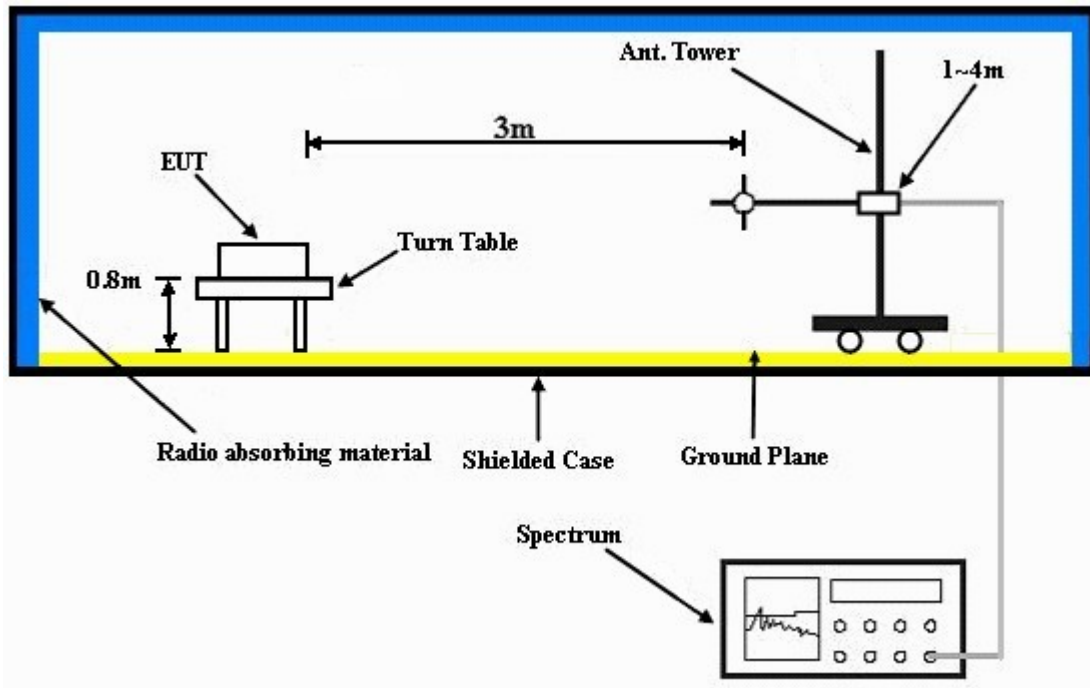 Ant. Tower
1~4m
3m
EUT
Turn Table
0.8m
Radio absorbing material
Shielded Case
Ground Plane
Spectrum